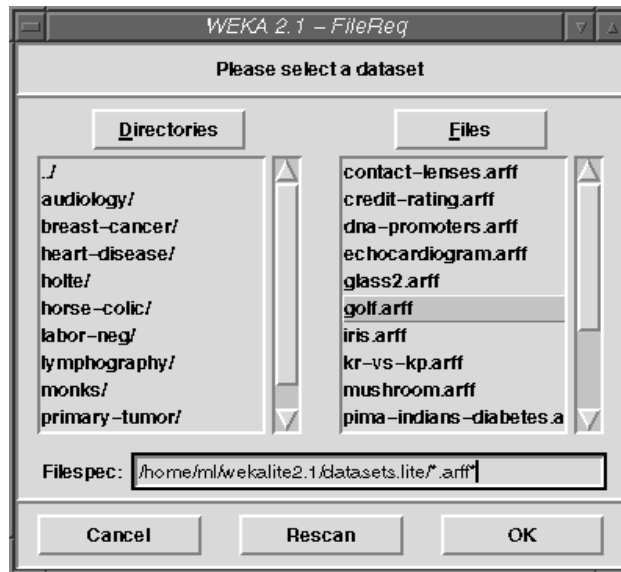 WEKA 2.1 – FileReq
Please select a dataset
Directories
Files
../
audiology/
breast–cancer/
heart–disease/
holte/
horse–colic/
labor–neg/
lymphography/
monks/
primary–tumor/
contact–lenses.arff
credit–rating.arff
dna–promoters.arff
echocardiogram.arff
glass2.arff
golf.arff
iris.arff
kr–vs–kp.arff
mushroom.arff
pima–indians–diabetes.a
Filespec: /home/ml/wekalite2.1/datasets.lite/*.arff*
Cancel
Rescan
OK